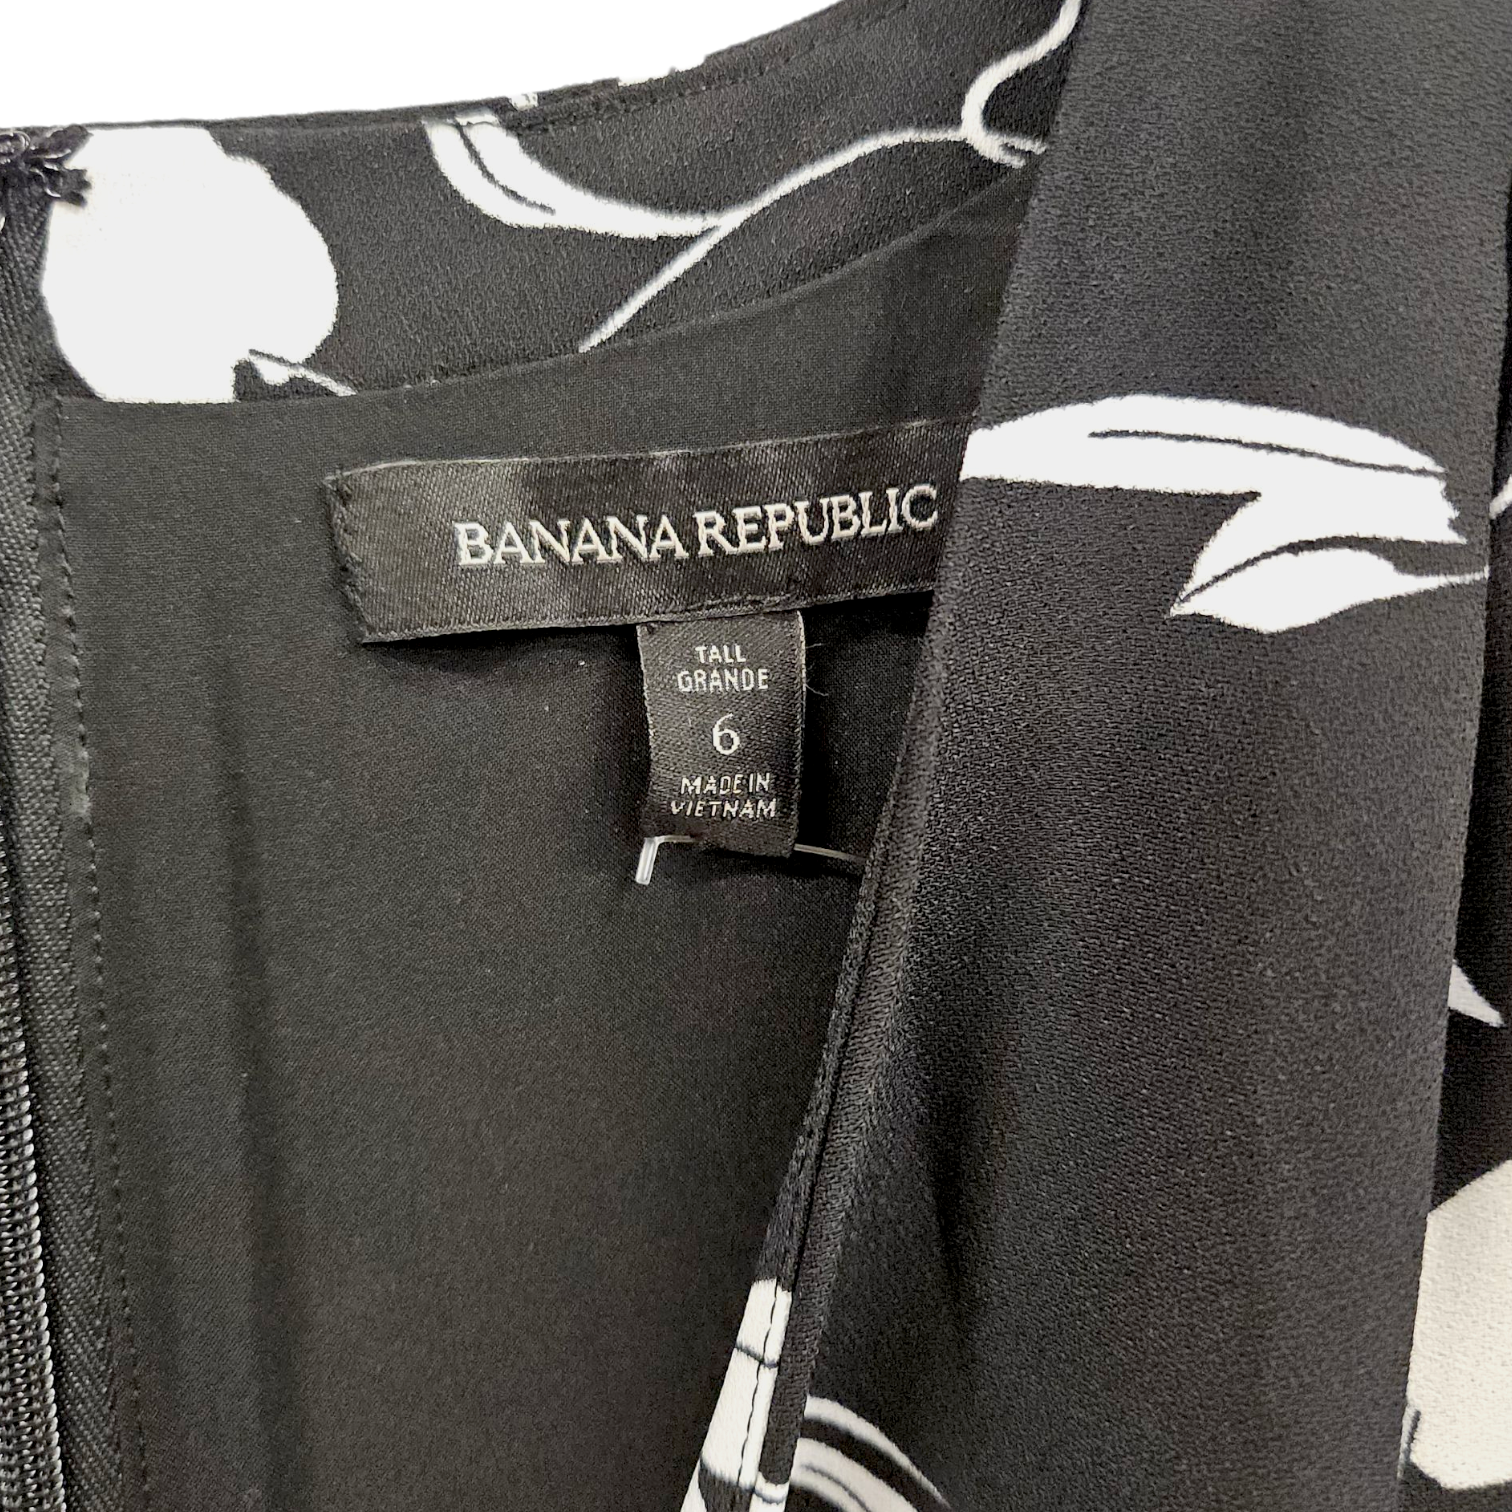 BANANA REPUBLIC
TALL
GRANDE
6
MADE IN
VIETNAM